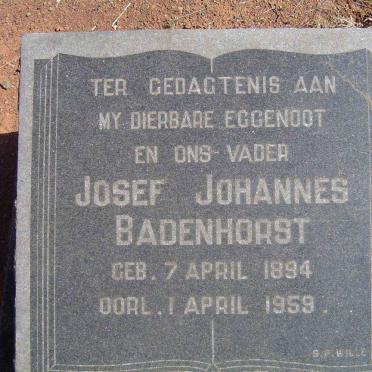 TER GEDAGTENIS AAN
MY DIERBARE EGGENOOT
EN ONS VADER
JOSEF JOHANNES
BADENHORST
GEB. 7 APRIL 1894
OORL. 1 APRIL 1959.